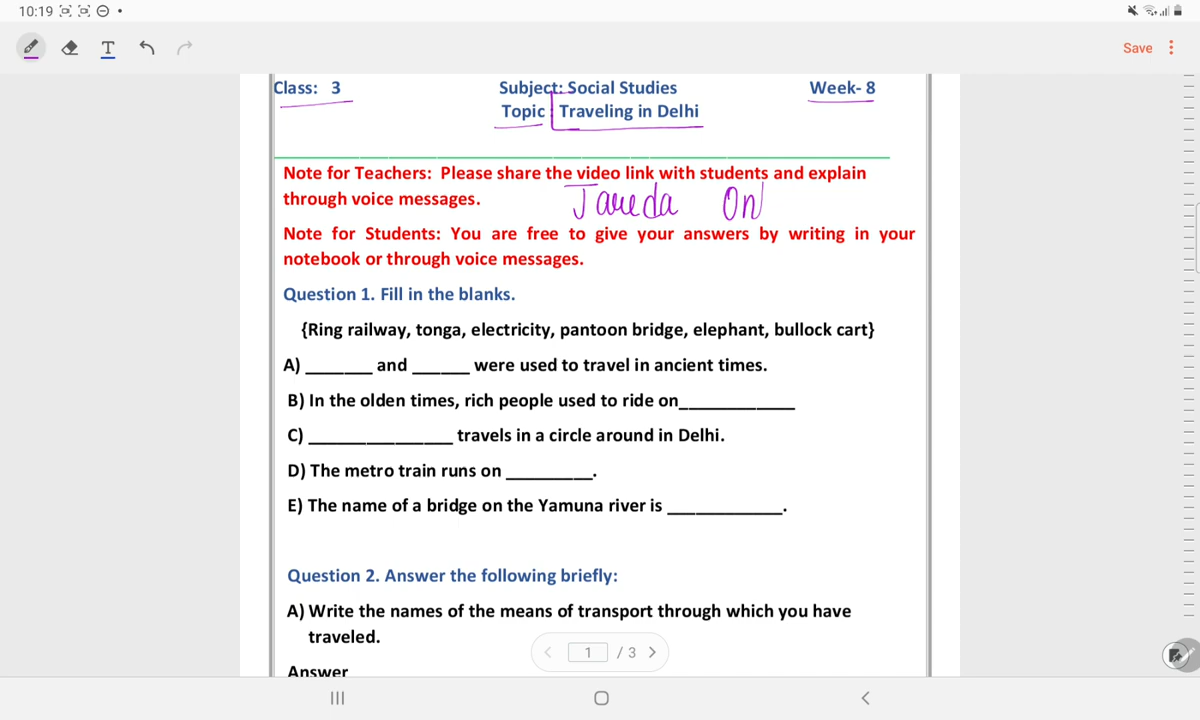 10:19
T
Save
Class: 3 Subject: Social Studies Week- 8
Topic : Traveling in Delhi
Note for Teachers: Please share the video link with students and explain
through voice messages.
Javeda On
Note for Students: You are free to give your answers by writing in your
notebook or through voice messages.
Question 1. Fill in the blanks.
{Ring railway, tonga, electricity, pantoon bridge, elephant, bullock cart}
A) _______ and ______ were used to travel in ancient times.
B) In the olden times, rich people used to ride on____________
C) _______________ travels in a circle around in Delhi.
D) The metro train runs on _________.
E) The name of a bridge on the Yamuna river is ____________.
Question 2. Answer the following briefly:
A) Write the names of the means of transport through which you have
traveled.
Answer
1 / 3